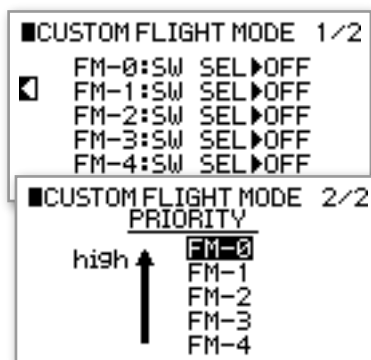 ■CUSTOM FLIGHT MODE 1/2
FM-0:SW SEL▶OFF
FM-1:SW SEL▶OFF
FM-2:SW SEL▶OFF
FM-3:SW SEL▶OFF
FM-4:SW SEL▶OFF
■CUSTOM FLIGHT MODE 2/2
PRIORITY
high
FM-0
FM-1
FM-2
FM-3
FM-4